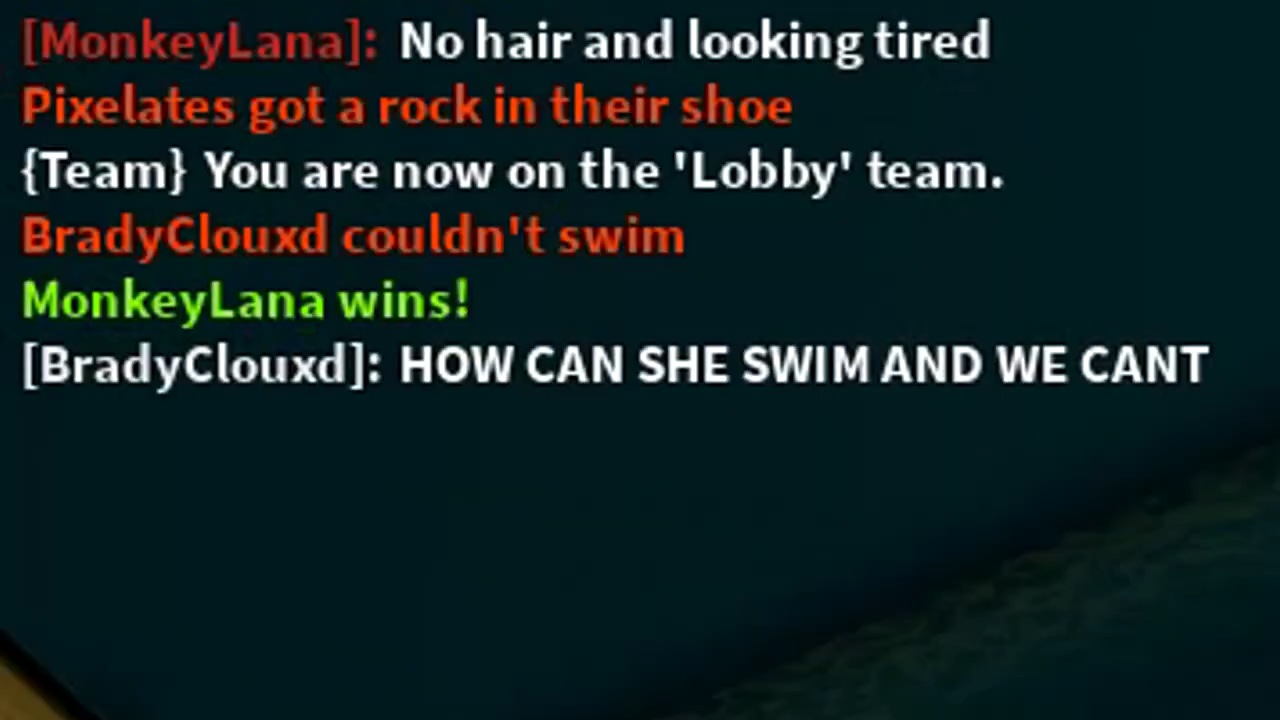 [MonkeyLana]: No hair and looking tired
Pixelates got a rock in their shoe
{Team} You are now on the 'Lobby' team.
BradyClouxd couldn't swim
MonkeyLana wins!
[BradyClouxd]: HOW CAN SHE SWIM AND WE CANT